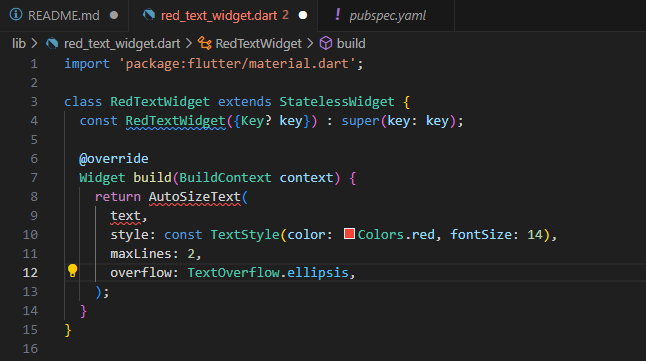 README.md
red_text_widget.dart 2
pubspec.yaml
lib > red_text_widget.dart > RedTextWidget > build
1 import 'package:flutter/material.dart';
2
3 class RedTextWidget extends StatelessWidget {
4 const RedTextWidget({Key? key}) : super(key: key);
5
6 @override
7 Widget build(BuildContext context) {
8 return AutoSizeText(
9 text,
10 style: const TextStyle(color: Colors.red, fontSize: 14),
11 maxLines: 2,
12 overflow: TextOverflow.ellipsis,
13 );
14 }
15 }
16